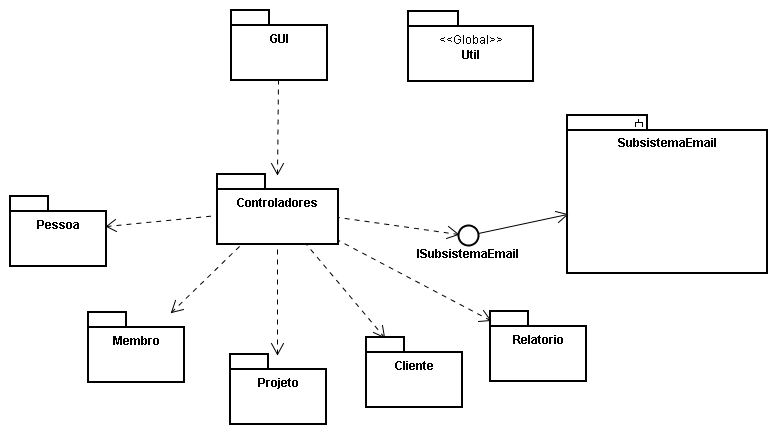 GUI
<<Global>>
Util
SubsistemaEmail
Controladores
Pessoa
ISubsistemaEmail
Membro
Projeto
Cliente
Relatorio